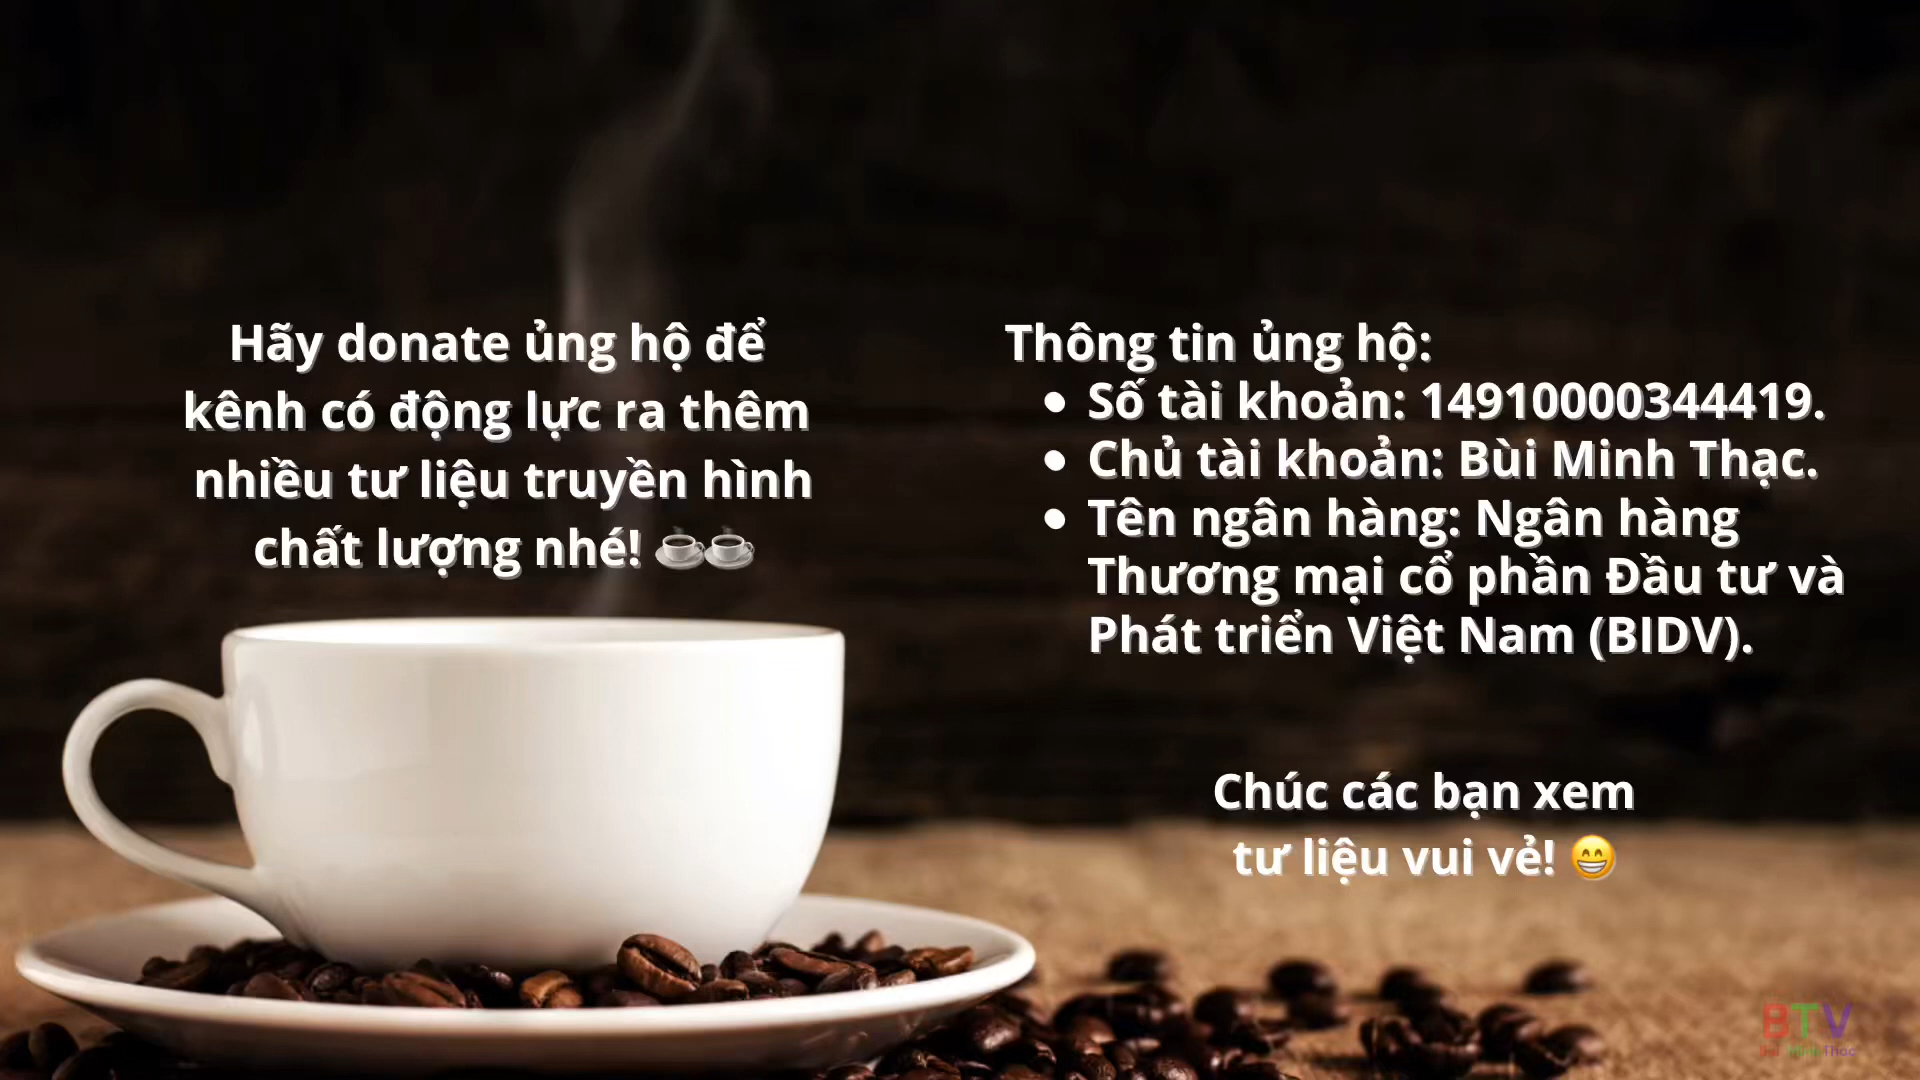 Hãy donate ủng hộ để
kênh có động lực ra thêm
nhiều tư liệu truyền hình
chất lượng nhé! ☕☕
Thông tin ủng hộ:
• Số tài khoản: 14910000344419.
• Chủ tài khoản: Bùi Minh Thạc.
• Tên ngân hàng: Ngân hàng
Thương mại cổ phần Đầu tư và
Phát triển Việt Nam (BIDV).
Chúc các bạn xem
tư liệu vui vẻ! 😁
BTV